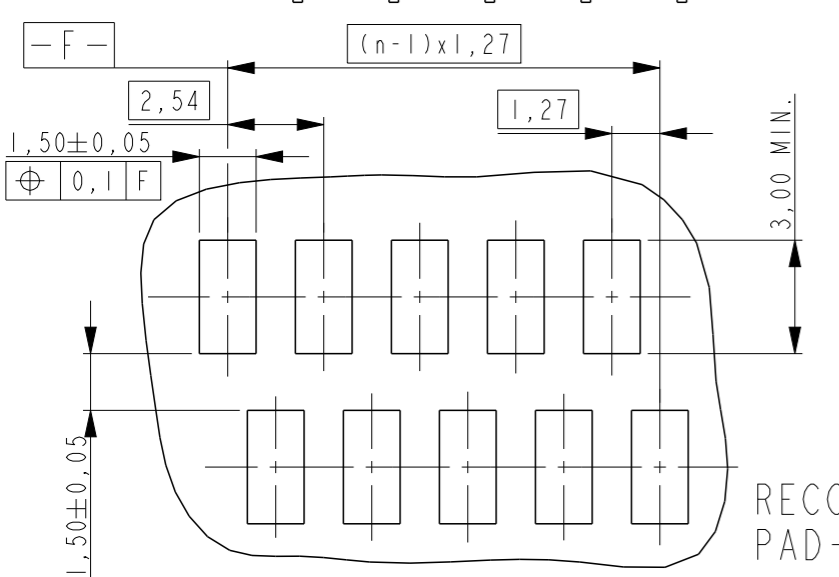 – F –
(n-1)x1,27
2,54
1,27
1,50±0,05
⌖ 0,1 F
3,00 MIN.
1,50±0,05
RECO
PAD-